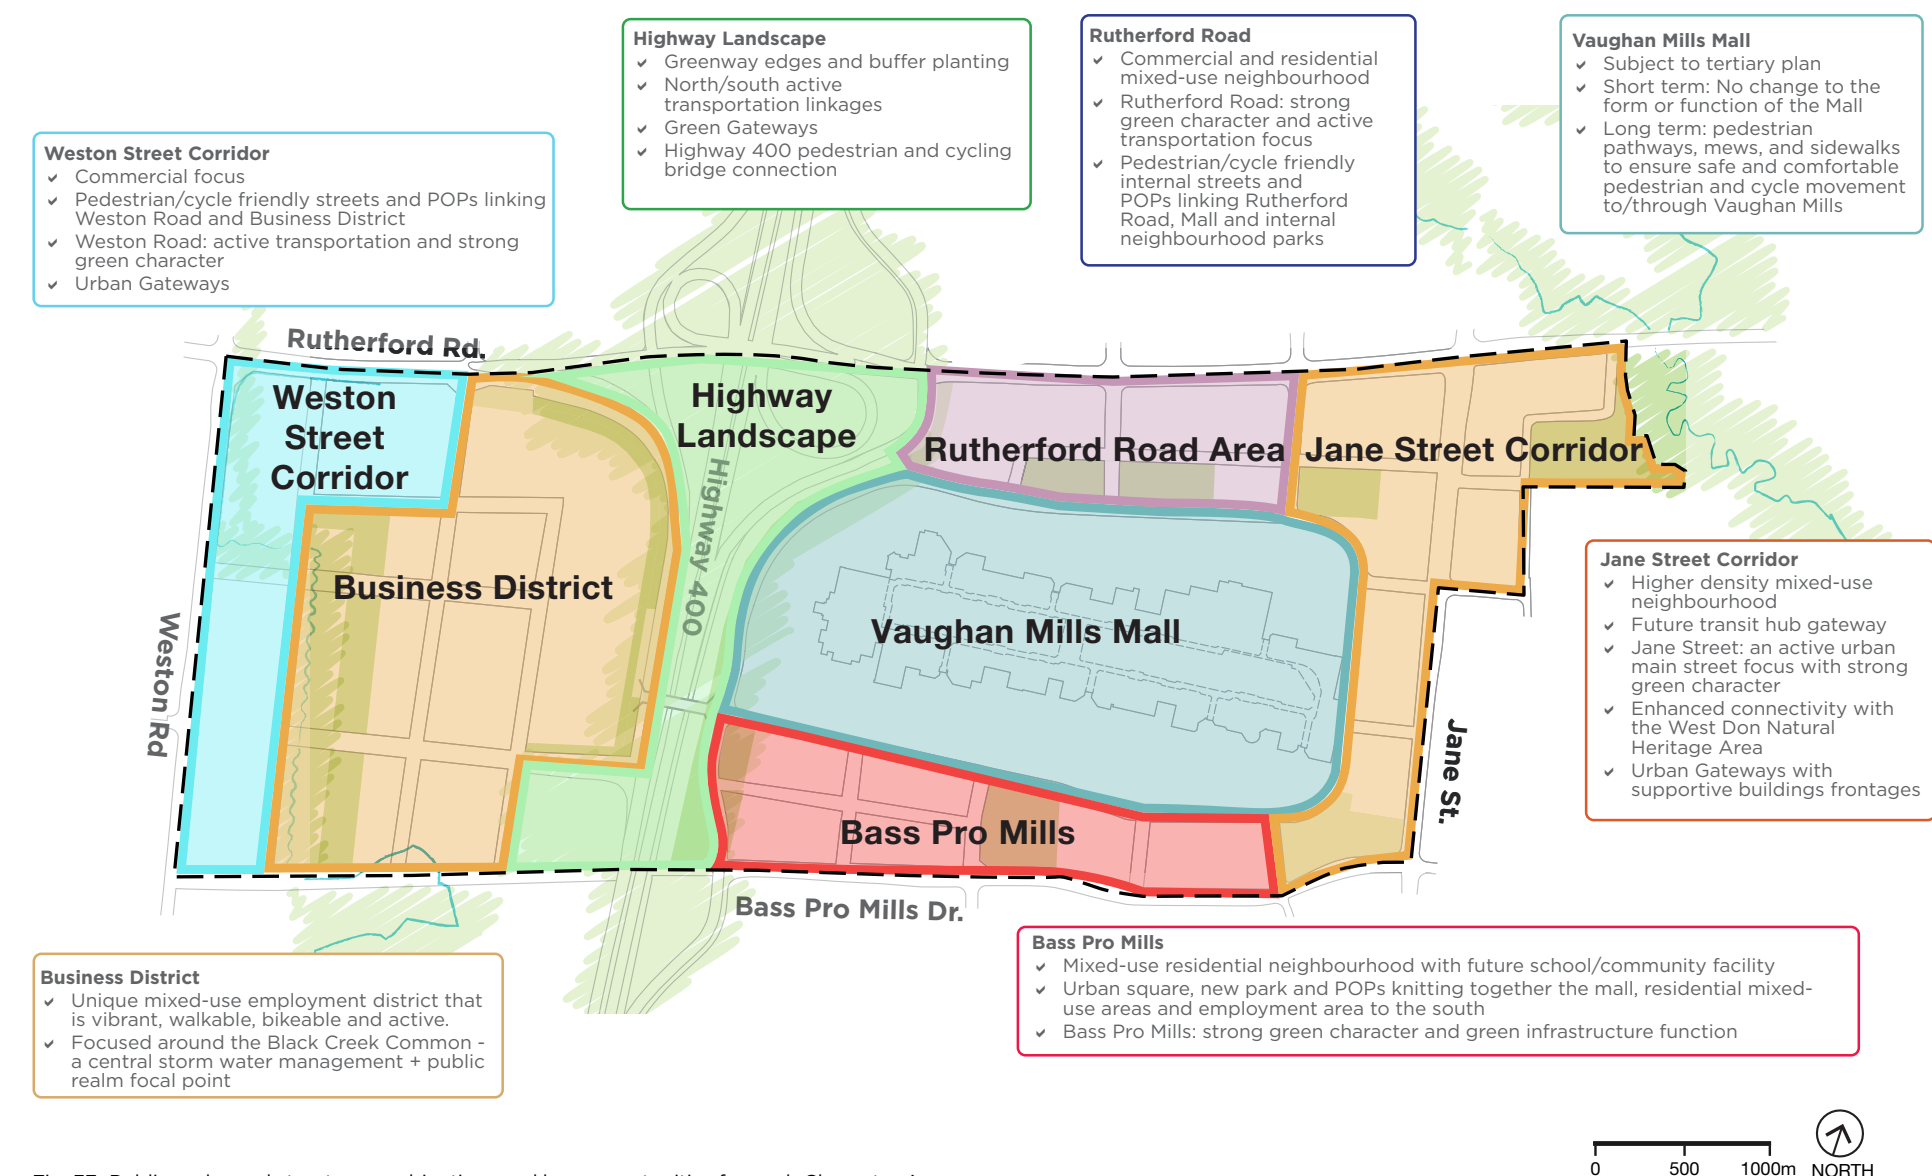 Highway Landscape
Greenway edges and buffer planting
North/south active
transportation linkages
Green Gateways
Highway 400 pedestrian and cycling
bridge connection
Rutherford Road
Commercial and residential
mixed-use neighbourhood
Rutherford Road: strong
green character and active
transportation focus
Pedestrian/cycle friendly
internal streets and
POPs linking Rutherford
Road, Mall and internal
neighbourhood parks
Vaughan Mills Mall
Subject to tertiary plan
Short term: No change to the
form or function of the Mall
Long term: pedestrian
pathways, mews, and sidewalks
to ensure safe and comfortable
pedestrian and cycle movement
to/through Vaughan Mills
Weston Street Corridor
Commercial focus
Pedestrian/cycle friendly streets and POPs linking
Weston Road and Business District
Weston Road: active transportation and strong
green character
Urban Gateways
Rutherford Rd.
Weston
Street
Corridor
Highway
Landscape
Rutherford Road Area
Jane Street Corridor
Highway 400
Business District
Vaughan Mills Mall
Weston Rd
Jane St.
Bass Pro Mills
Bass Pro Mills Dr.
Jane Street Corridor
Higher density mixed-use
neighbourhood
Future transit hub gateway
Jane Street: an active urban
main street focus with strong
green character
Enhanced connectivity with
the West Don Natural
Heritage Area
Urban Gateways with
supportive buildings frontages
Business District
Unique mixed-use employment district that
is vibrant, walkable, bikeable and active.
Focused around the Black Creek Common -
a central storm water management + public
realm focal point
Bass Pro Mills
Mixed-use residential neighbourhood with future school/community facility
Urban square, new park and POPs knitting together the mall, residential mixed-
use areas and employment area to the south
Bass Pro Mills: strong green character and green infrastructure function
0 500 1000m
NORTH